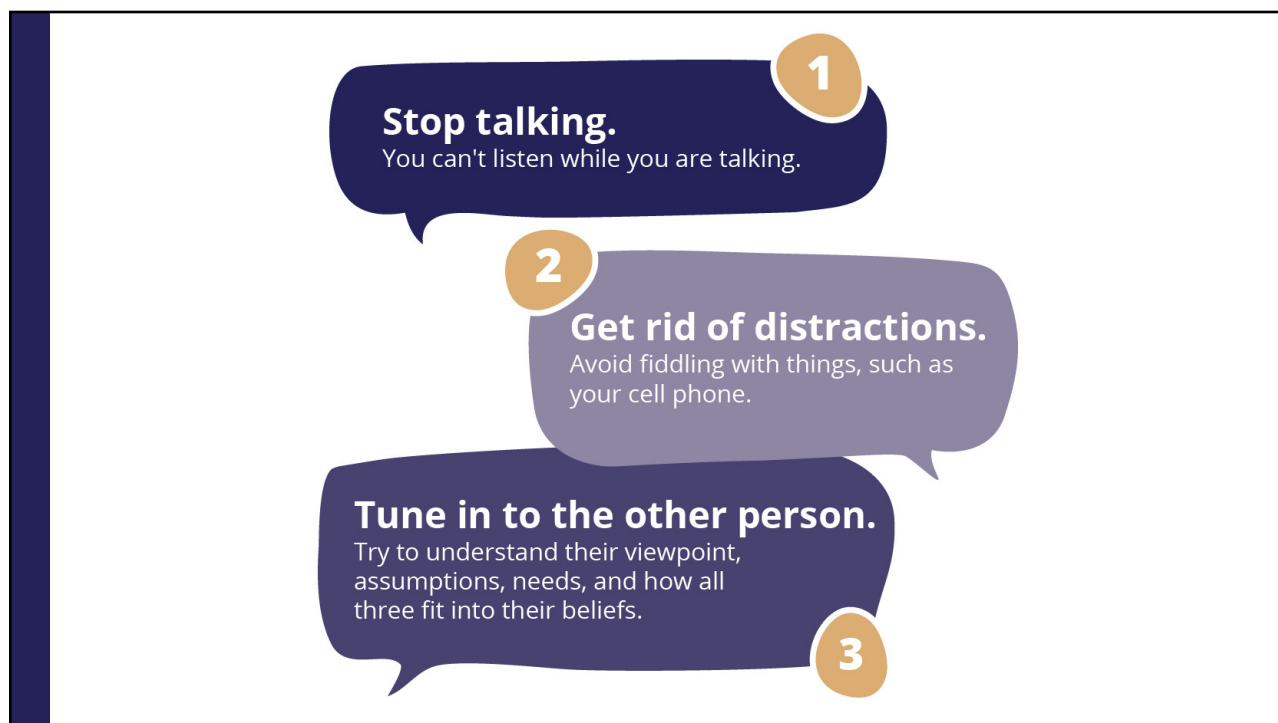 1
Stop talking.
You can't listen while you are talking.
2
Get rid of distractions.
Avoid fiddling with things, such as
your cell phone.
Tune in to the other person.
Try to understand their viewpoint,
assumptions, needs, and how all
three fit into their beliefs.
3